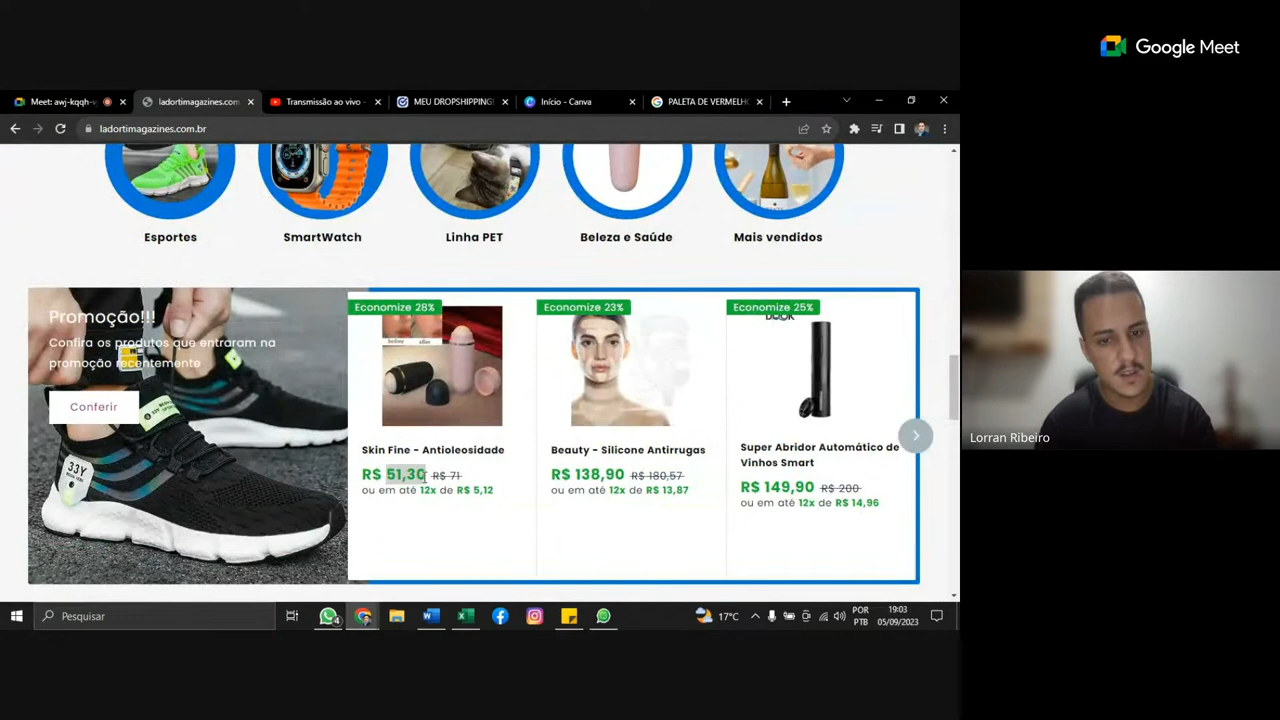 Google Meet
Meet: awj-kqqh-
ladortimagazines.com
Transmissão ao vivo -
MEU DROPSHIPPING
Início - Canva
PALETA DE VERMELH
ladortimagazines.com.br
Esportes
SmartWatch
Linha PET
Beleza e Saúde
Mais vendidos
Promoção!!!
Confira os produtos que entraram na
promoção recentemente
Conferir
33Y
Economize 28%
Skin Fine - Antioleosidade
R$ 51,30 R$ 71
ou em até 12x de R$ 5,12
Economize 23%
Beauty - Silicone Antirrugas
R$ 138,90 R$ 180,57
ou em até 12x de R$ 13,87
Economize 25%
Super Abridor Automático de
Vinhos Smart
R$ 149,90 R$ 200
ou em até 12x de R$ 14,96
Lorran Ribeiro
Pesquisar
4
17°C
POR
PTB
19:03
05/09/2023